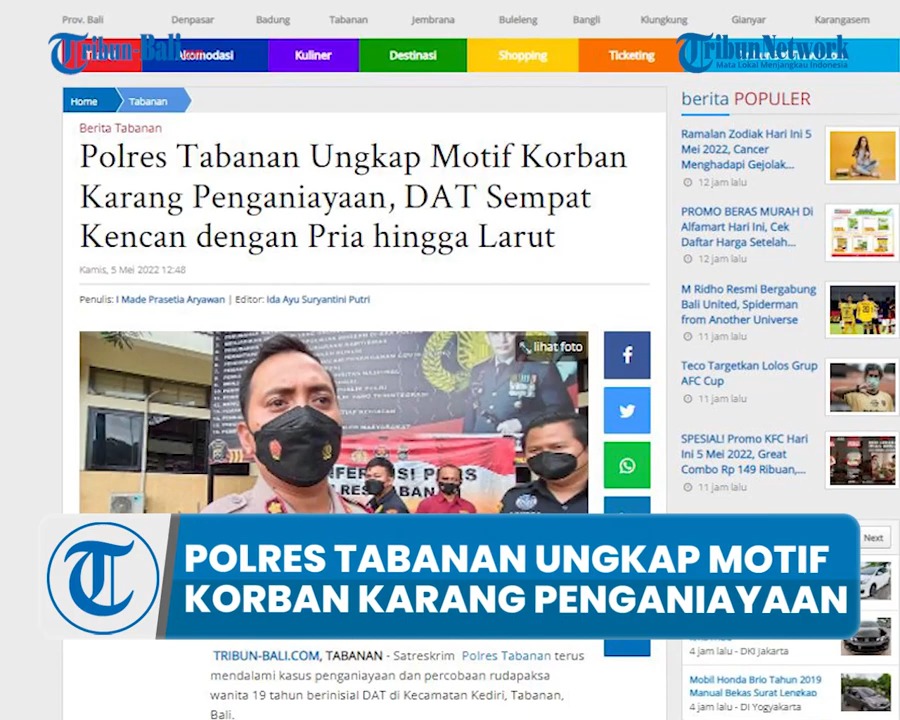 Prov. Bali Denpasar Badung Tabanan Jembrana Buleleng Bangli Klungkung Gianyar Karangasem
Tribun-Bali.com
TribunNetwork
Mata Lokal Menjangkau Indonesia
Kuliner Destinasi Shopping Ticketing
Home Tabanan
Berita Tabanan
Polres Tabanan Ungkap Motif Korban
Karang Penganiayaan, DAT Sempat
Kencan dengan Pria hingga Larut
Kamis, 5 Mei 2022 12:48
Penulis: I Made Prasetia Aryawan | Editor: Ida Ayu Suryantini Putri
lihat foto
berita POPULER
Ramalan Zodiak Hari Ini 5
Mei 2022, Cancer
Menghadapi Gejolak...
12 jam lalu
PROMO BERAS MURAH Di
Alfamart Hari Ini, Cek
Daftar Harga Setelah...
12 jam lalu
M Ridho Resmi Bergabung
Bali United, Spiderman
from Another Universe
11 jam lalu
Teco Targetkan Lolos Grup
AFC Cup
11 jam lalu
SPESIAL! Promo KFC Hari
Ini 5 Mei 2022, Great
Combo Rp 149 Ribuan,...
11 jam lalu
Next
POLRES TABANAN UNGKAP MOTIF
KORBAN KARANG PENGANIAYAAN
TRIBUN-BALI.COM, TABANAN - Satreskrim Polres Tabanan terus
mendalami kasus penganiayaan dan percobaan rudapaksa
wanita 19 tahun berinisial DAT di Kecamatan Kediri, Tabanan,
Bali.
4 jam lalu - DKI Jakarta
Mobil Honda Brio Tahun 2019
Manual Bekas Surat Lengkap
4 jam lalu - DI Yogyakarta